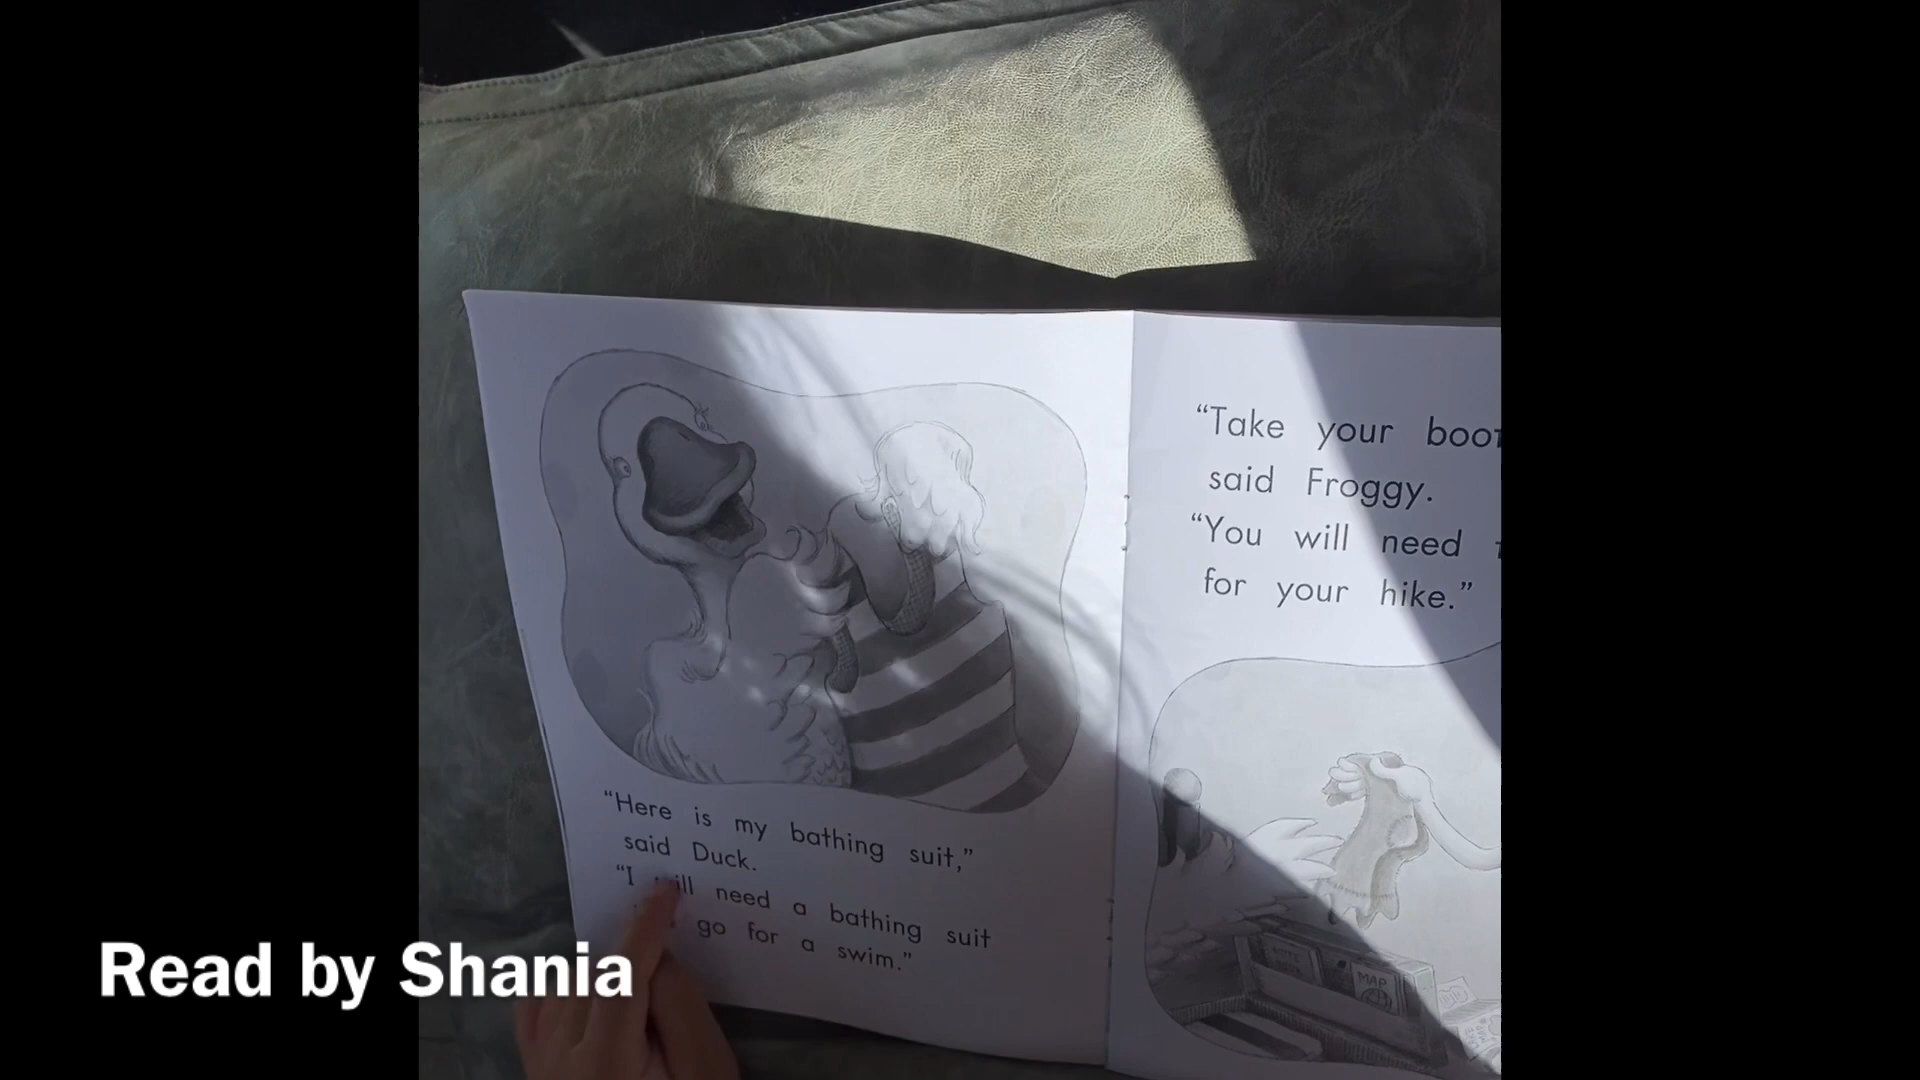 “Here is my bathing suit,”
said Duck.
“I will need a bathing suit
go for a swim.”
“Take your
said Froggy.
“You will need
for your hike.”
MAP
Read by Shania